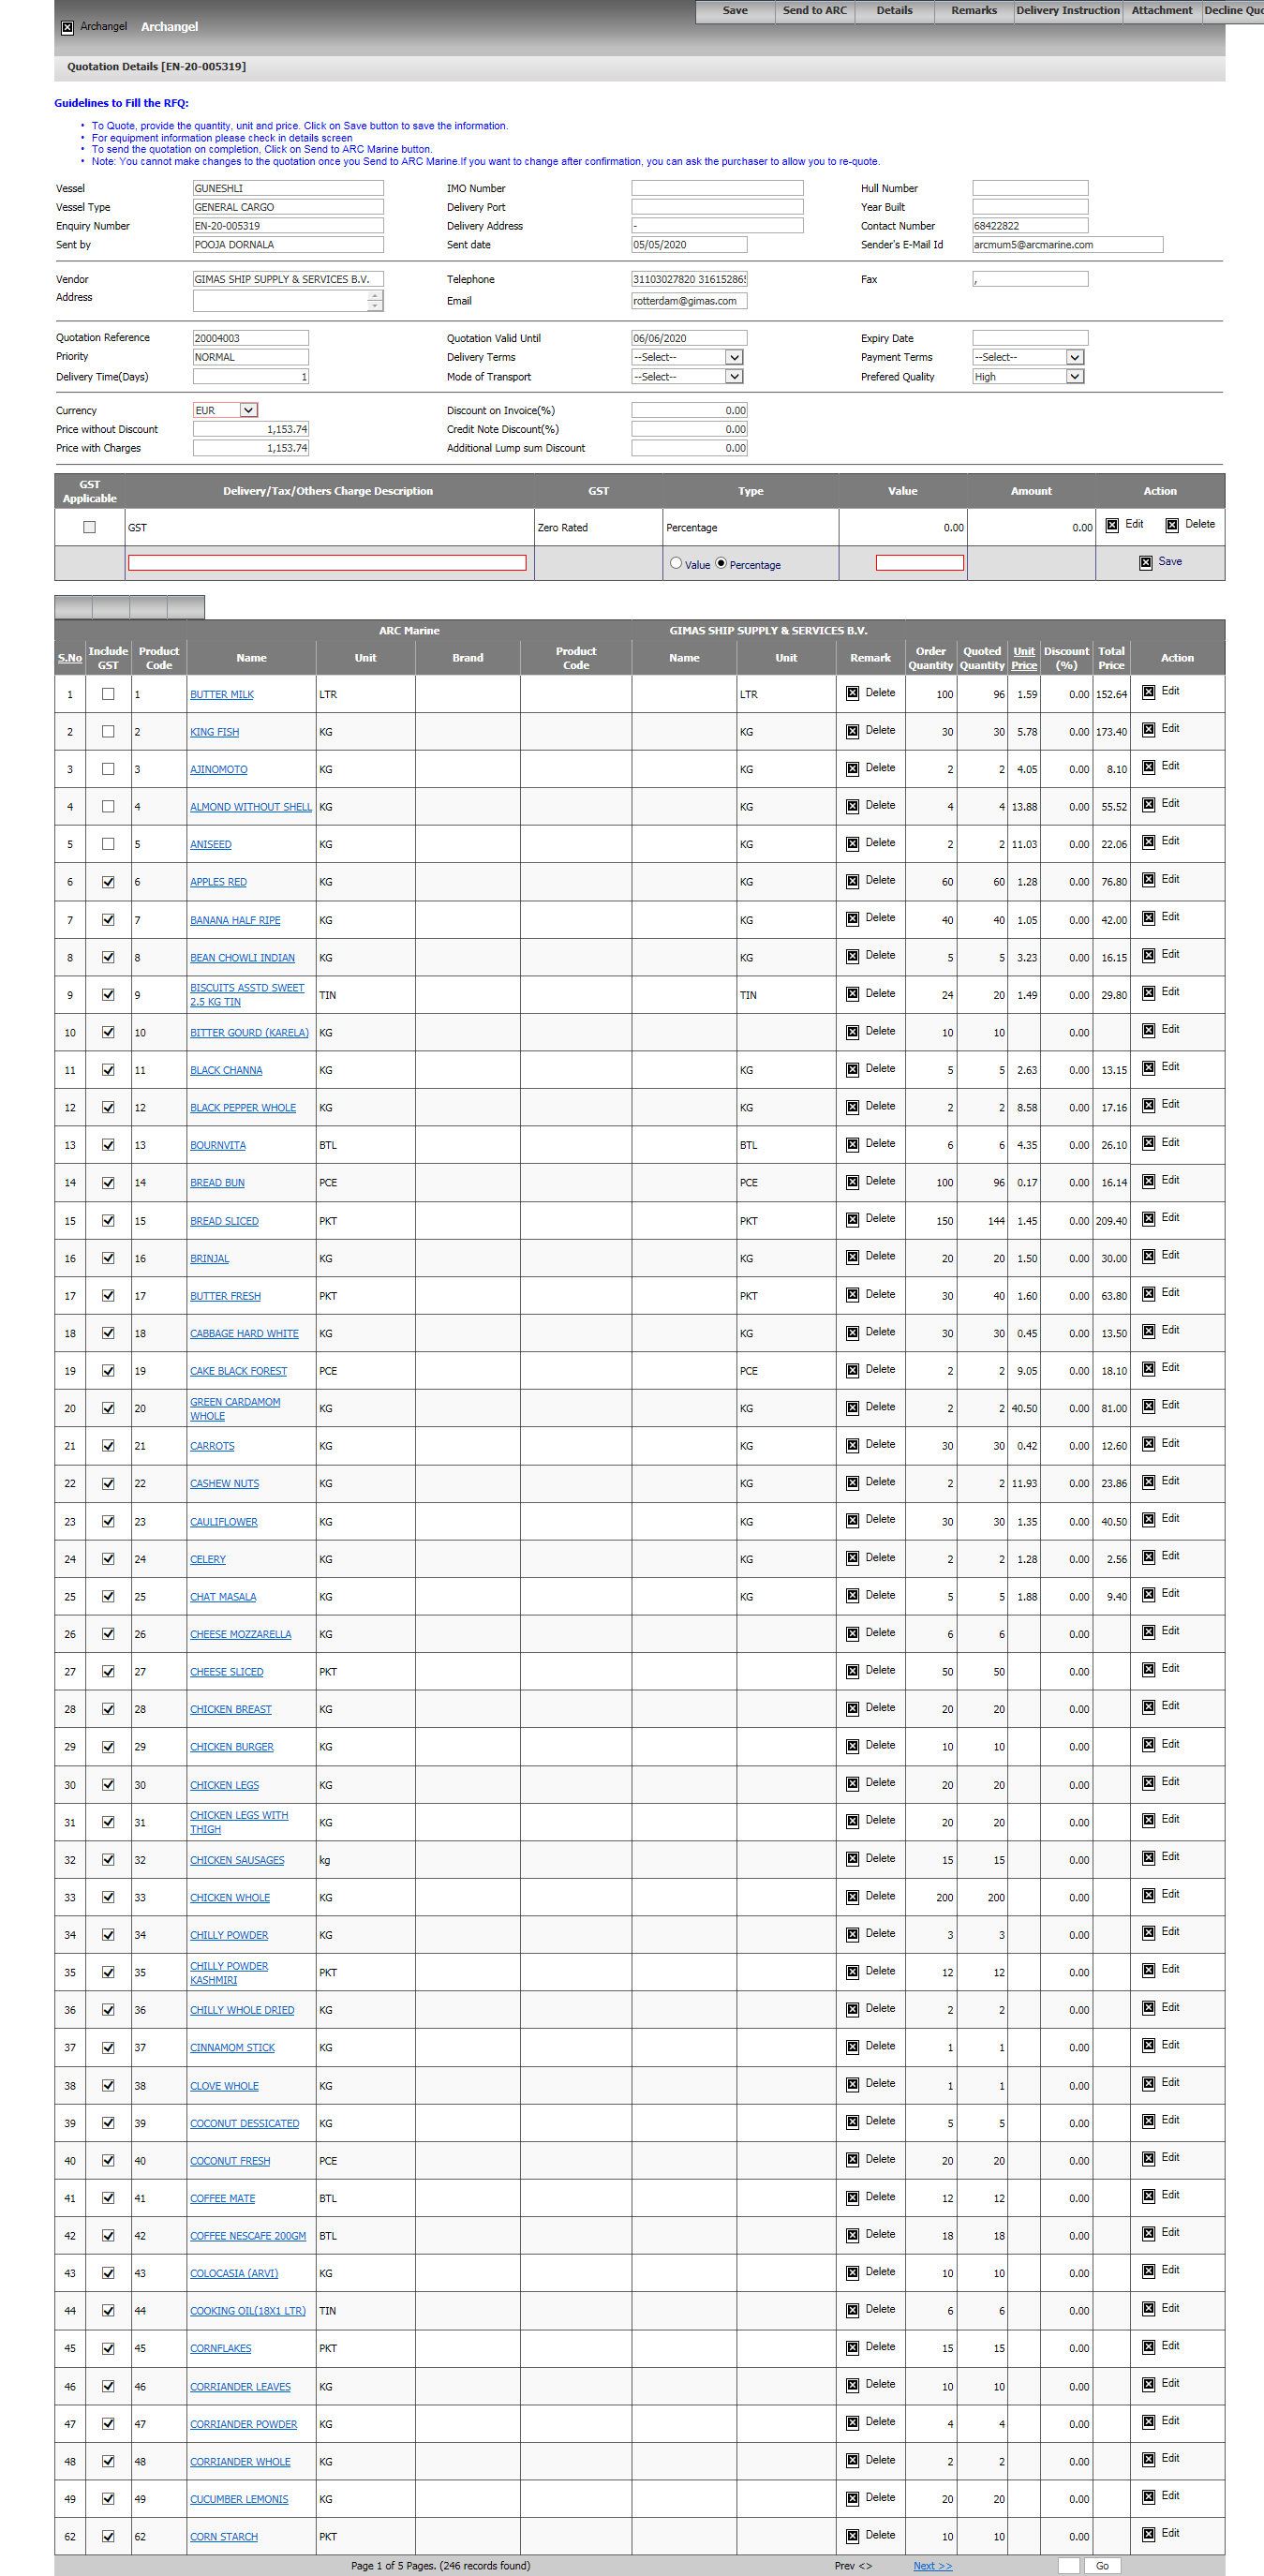 Save Send to ARC Details Remarks Delivery Instruction Attachment Decline Quo
Archangel Archangel
Quotation Details [EN-20-005319]
Guidelines to Fill the RFQ:
• To Quote, provide the quantity, unit and price. Click on Save button to save the information.
• For equipment information please check in details screen
• To send the quotation on completion, Click on Send to ARC Marine button.
• Note: You cannot make changes to the quotation once you Send to ARC Marine.If you want to change after confirmation, you can ask the purchaser to allow you to re-quote.
Vessel GUNESHLI IMO Number Hull Number
Vessel Type GENERAL CARGO Delivery Port Year Built
Enquiry Number EN-20-005319 Delivery Address - Contact Number 68422822
Sent by POOJA DORNALA Sent date 05/05/2020 Sender's E-Mail Id arcmum5@arcmarine.com
Vendor GIMAS SHIP SUPPLY & SERVICES B.V. Telephone 31103027820 31615286 Fax ,
Address Email rotterdam@gimas.com
Quotation Reference 20004003 Quotation Valid Until 06/06/2020 Expiry Date
Priority NORMAL Delivery Terms --Select-- Payment Terms --Select--
Delivery Time(Days) 1 Mode of Transport --Select-- Prefered Quality High
Currency EUR Discount on Invoice(%) 0.00
Price without Discount 1,153.74 Credit Note Discount(%) 0.00
Price with Charges 1,153.74 Additional Lump sum Discount 0.00
GST Applicable Delivery/Tax/Others Charge Description GST Type Value Amount Action
GST Zero Rated Percentage 0.00 0.00 Edit Delete
Value Percentage Save
ARC Marine GIMAS SHIP SUPPLY & SERVICES B.V.
S.No Include GST Product Code Name Unit Brand Product Code Name Unit Remark Order Quantity Quoted Quantity Unit Price Discount (%) Total Price Action
1 1 BUTTER MILK LTR LTR Delete 100 96 1.59 0.00 152.64 Edit
2 2 KING FISH KG KG Delete 30 30 5.78 0.00 173.40 Edit
3 3 AJINOMOTO KG KG Delete 2 2 4.05 0.00 8.10 Edit
4 4 ALMOND WITHOUT SHELL KG KG Delete 4 4 13.88 0.00 55.52 Edit
5 5 ANISEED KG KG Delete 2 2 11.03 0.00 22.06 Edit
6 6 APPLES RED KG KG Delete 60 60 1.28 0.00 76.80 Edit
7 7 BANANA HALF RIPE KG KG Delete 40 40 1.05 0.00 42.00 Edit
8 8 BEAN CHOWLI INDIAN KG KG Delete 5 5 3.23 0.00 16.15 Edit
9 9 BISCUITS ASSTD SWEET 2.5 KG TIN TIN TIN Delete 24 20 1.49 0.00 29.80 Edit
10 10 BITTER GOURD (KARELA) KG Delete 10 10 0.00 Edit
11 11 BLACK CHANNA KG KG Delete 5 5 2.63 0.00 13.15 Edit
12 12 BLACK PEPPER WHOLE KG KG Delete 2 2 8.58 0.00 17.16 Edit
13 13 BOURNVITA BTL BTL Delete 6 6 4.35 0.00 26.10 Edit
14 14 BREAD BUN PCE PCE Delete 100 96 0.17 0.00 16.14 Edit
15 15 BREAD SLICED PKT PKT Delete 150 144 1.45 0.00 209.40 Edit
16 16 BRINJAL KG KG Delete 20 20 1.50 0.00 30.00 Edit
17 17 BUTTER FRESH PKT PKT Delete 30 40 1.60 0.00 63.80 Edit
18 18 CABBAGE HARD WHITE KG KG Delete 30 30 0.45 0.00 13.50 Edit
19 19 CAKE BLACK FOREST PCE PCE Delete 2 2 9.05 0.00 18.10 Edit
20 20 GREEN CARDAMOM WHOLE KG KG Delete 2 2 40.50 0.00 81.00 Edit
21 21 CARROTS KG KG Delete 30 30 0.42 0.00 12.60 Edit
22 22 CASHEW NUTS KG KG Delete 2 2 11.93 0.00 23.86 Edit
23 23 CAULIFLOWER KG KG Delete 30 30 1.35 0.00 40.50 Edit
24 24 CELERY KG KG Delete 2 2 1.28 0.00 2.56 Edit
25 25 CHAT MASALA KG KG Delete 5 5 1.88 0.00 9.40 Edit
26 26 CHEESE MOZZARELLA KG Delete 6 6 0.00 Edit
27 27 CHEESE SLICED PKT Delete 50 50 0.00 Edit
28 28 CHICKEN BREAST KG Delete 20 20 0.00 Edit
29 29 CHICKEN BURGER KG Delete 10 10 0.00 Edit
30 30 CHICKEN LEGS KG Delete 20 20 0.00 Edit
31 31 CHICKEN LEGS WITH THIGH KG Delete 20 20 0.00 Edit
32 32 CHICKEN SAUSAGES kg Delete 15 15 0.00 Edit
33 33 CHICKEN WHOLE KG Delete 200 200 0.00 Edit
34 34 CHILLY POWDER KG Delete 3 3 0.00 Edit
35 35 CHILLY POWDER KASHMIRI PKT Delete 12 12 0.00 Edit
36 36 CHILLY WHOLE DRIED KG Delete 2 2 0.00 Edit
37 37 CINNAMOM STICK KG Delete 1 1 0.00 Edit
38 38 CLOVE WHOLE KG Delete 1 1 0.00 Edit
39 39 COCONUT DESSICATED KG Delete 5 5 0.00 Edit
40 40 COCONUT FRESH PCE Delete 20 20 0.00 Edit
41 41 COFFEE MATE BTL Delete 12 12 0.00 Edit
42 42 COFFEE NESCAFE 200GM BTL Delete 18 18 0.00 Edit
43 43 COLOCASIA (ARVI) KG Delete 10 10 0.00 Edit
44 44 COOKING OIL(18X1 LTR) TIN Delete 6 6 0.00 Edit
45 45 CORNFLAKES PKT Delete 15 15 0.00 Edit
46 46 CORRIANDER LEAVES KG Delete 10 10 0.00 Edit
47 47 CORRIANDER POWDER KG Delete 4 4 0.00 Edit
48 48 CORRIANDER WHOLE KG Delete 2 2 0.00 Edit
49 49 CUCUMBER LEMONIS KG Delete 20 20 0.00 Edit
62 62 CORN STARCH PKT Delete 10 10 0.00 Edit
Page 1 of 5 Pages. (246 records found) Prev <> Next >> Go